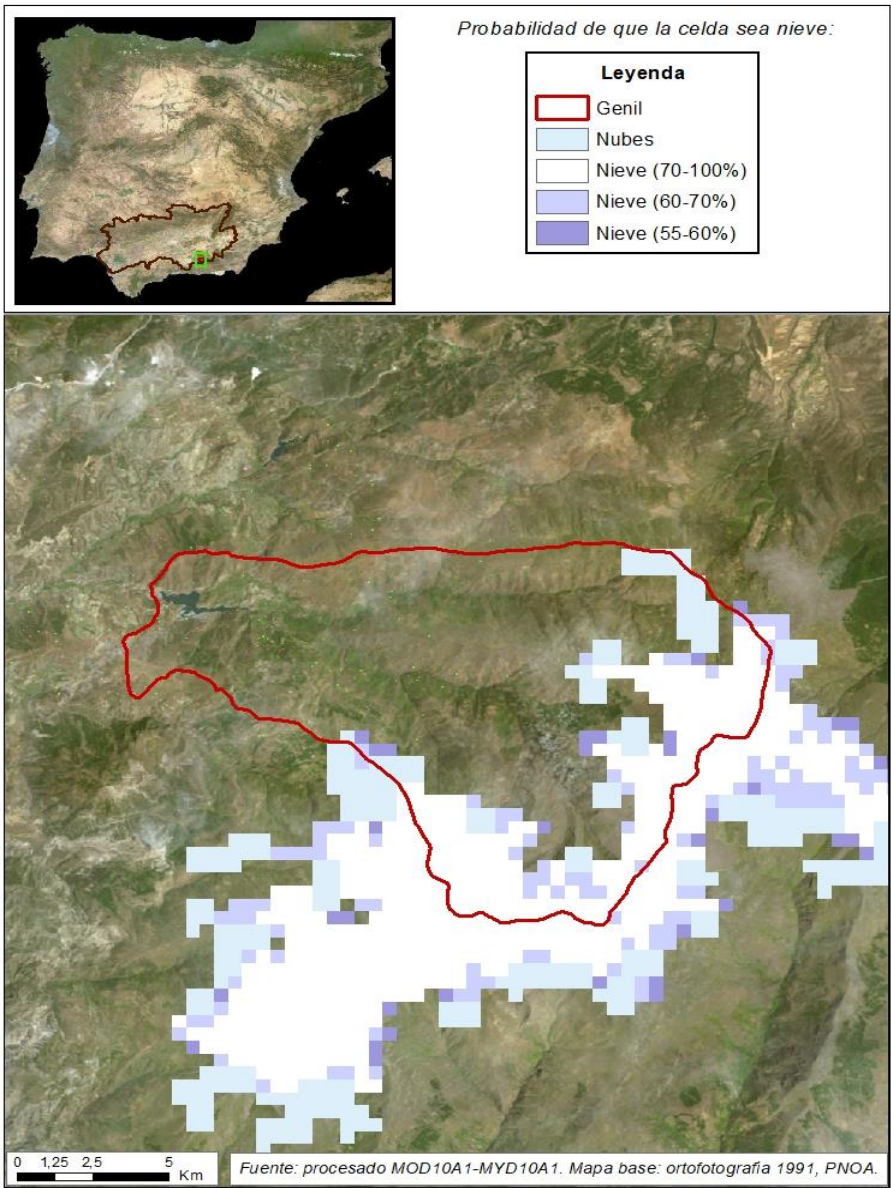 Probabilidad de que la celda sea nieve:
Leyenda
Genil
Nubes
Nieve (70-100%)
Nieve (60-70%)
Nieve (55-60%)
0 1,25 2,5 5
Km
Fuente: procesado MOD10A1-MYD10A1. Mapa base: ortofotografía 1991, PNOA.